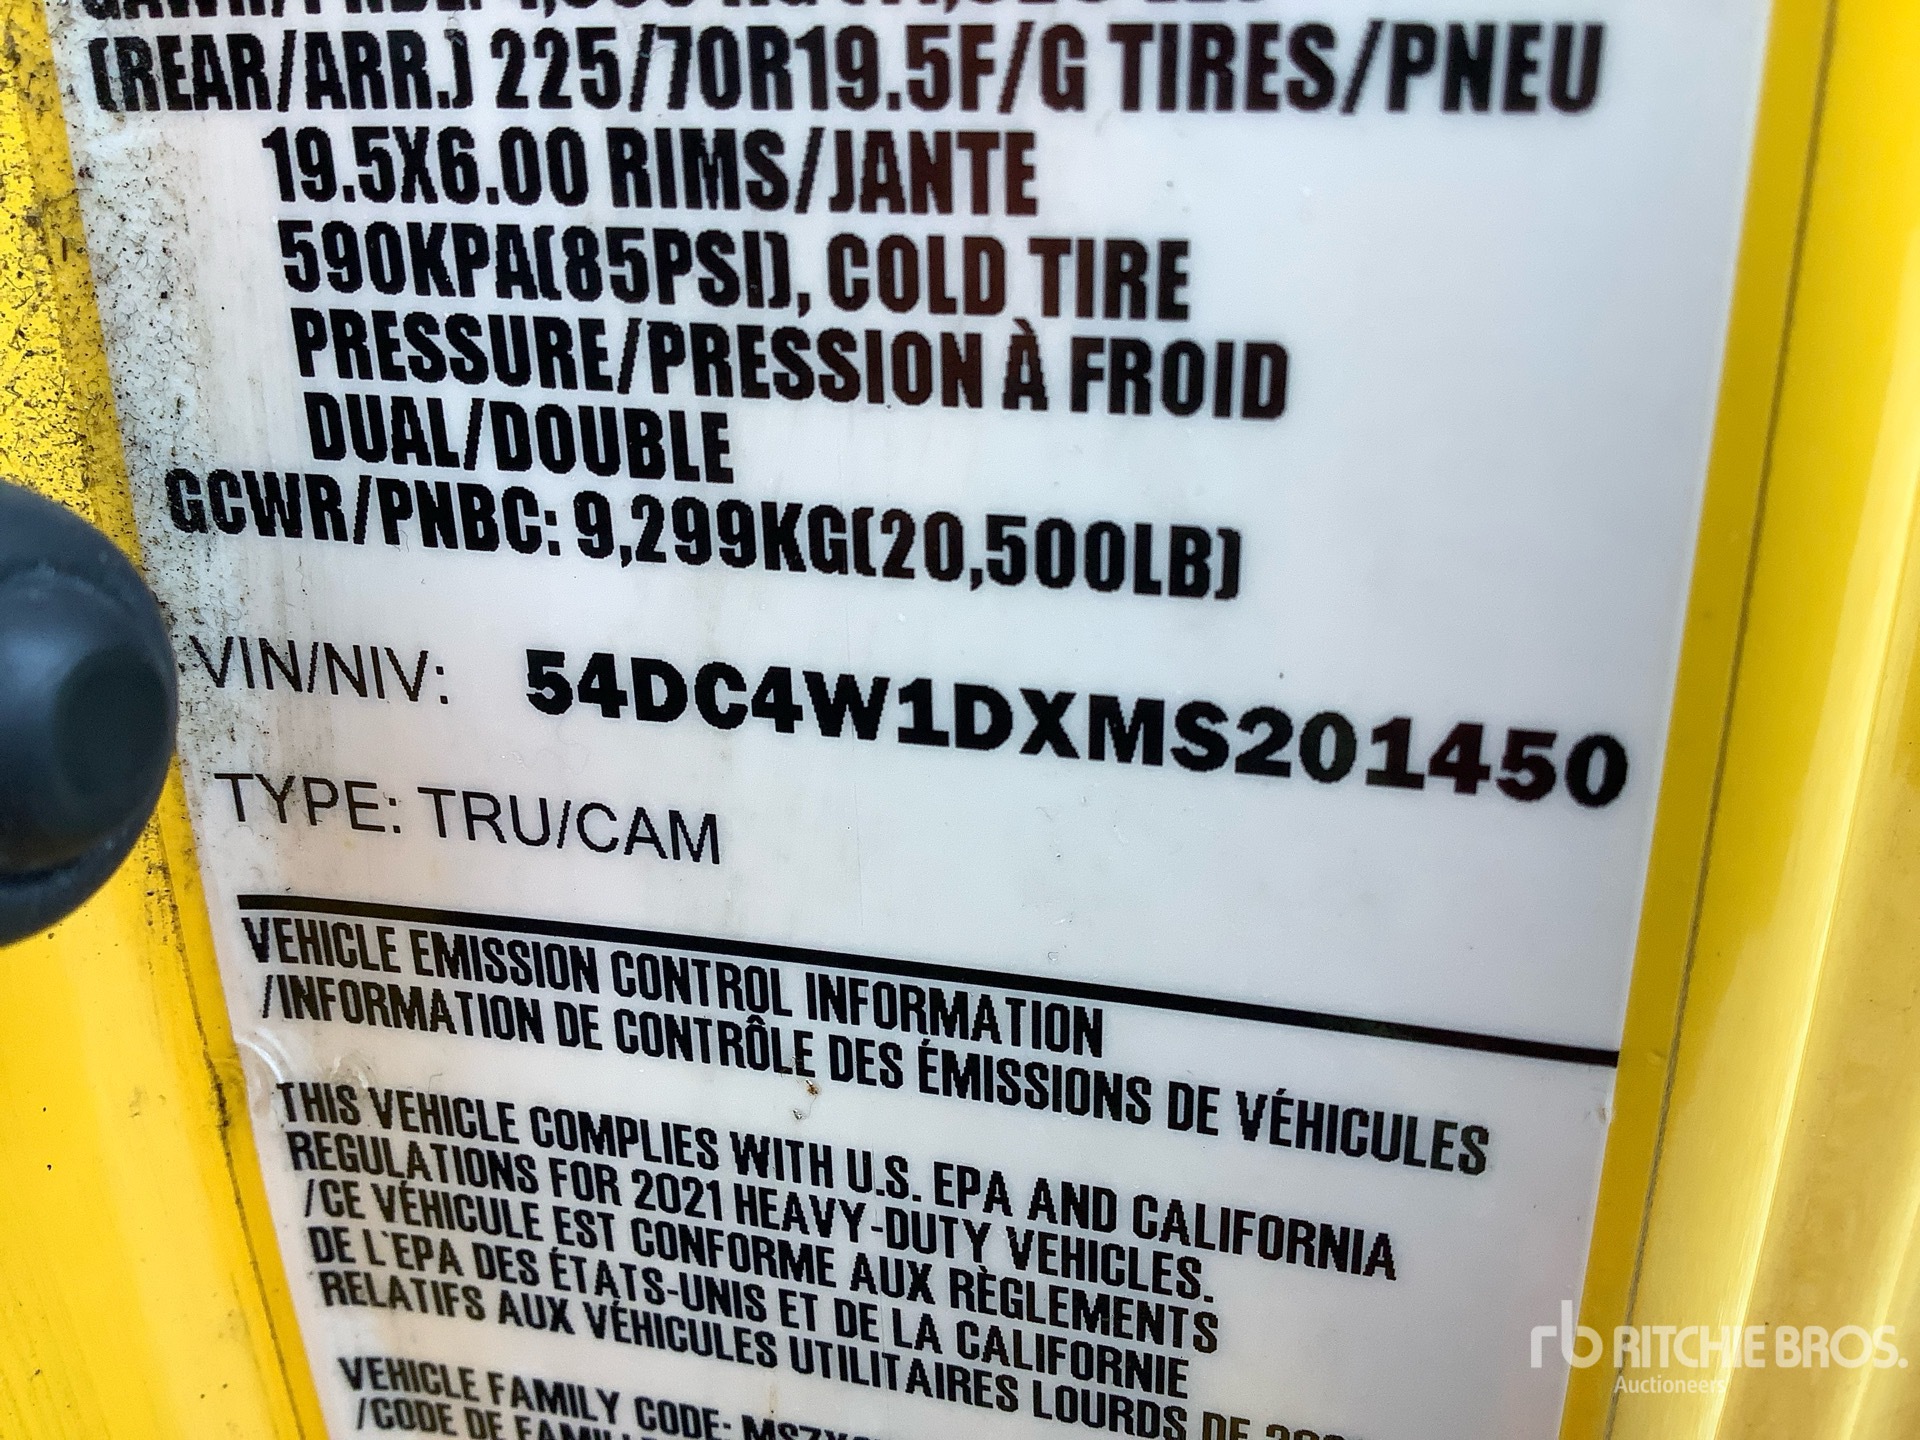 (REAR/ARR.) 225/70R19.5F/G TIRES/PNEU
19.5X6.00 RIMS/JANTE
590KPA(85PSI), COLD TIRE
PRESSURE/PRESSION À FROID
DUAL/DOUBLE
GCWR/PNBC: 9,299KG(20,500LB)
VIN/NIV: 54DC4W1DXMS201450
TYPE: TRU/CAM
VEHICLE EMISSION CONTROL INFORMATION
/INFORMATION DE CONTRÔLE DES ÉMISSIONS DE VÉHICULES
THIS VEHICLE COMPLIES WITH U.S. EPA AND CALIFORNIA
REGULATIONS FOR 2021 HEAVY-DUTY VEHICLES.
/CE VÉHICULE EST CONFORME AUX RÈGLEMENTS
DE L'EPA DES ÉTATS-UNIS ET DE LA CALIFORNIE
RELATIFS AUX VÉHICULES UTILITAIRES LOURDS DE
VEHICLE FAMILY CODE:
/CODE DE
rb RITCHIE BROS.
Auctioneers